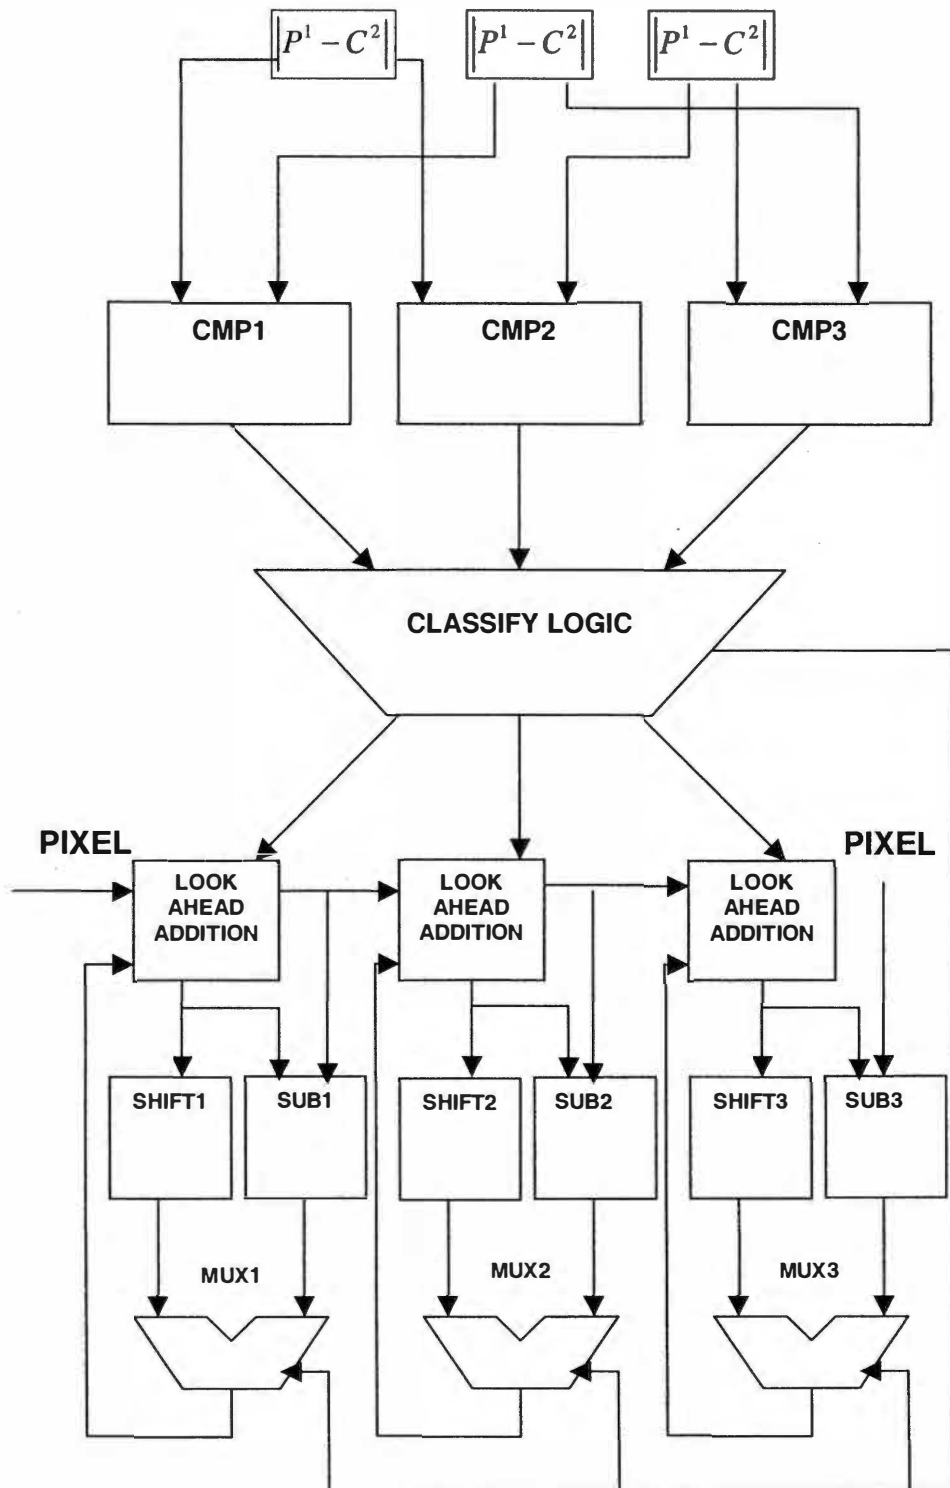 |P¹ – C²| |P¹ – C²| |P¹ – C²|
CMP1 CMP2 CMP3
CLASSIFY LOGIC
PIXEL PIXEL
LOOK
AHEAD
ADDITION
LOOK
AHEAD
ADDITION
LOOK
AHEAD
ADDITION
SHIFT1 SUB1 SHIFT2 SUB2 SHIFT3 SUB3
MUX1 MUX2 MUX3